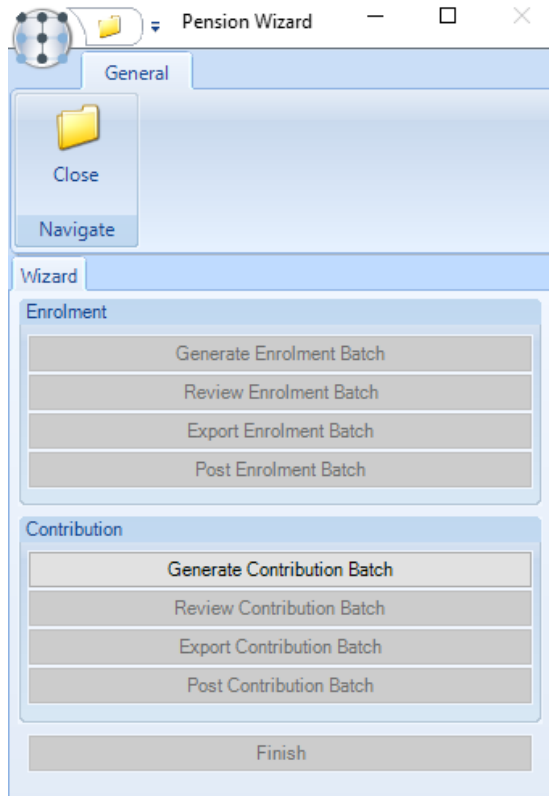 Pension Wizard
General
Close
Navigate
Wizard
Enrolment
Generate Enrolment Batch
Review Enrolment Batch
Export Enrolment Batch
Post Enrolment Batch
Contribution
Generate Contribution Batch
Review Contribution Batch
Export Contribution Batch
Post Contribution Batch
Finish